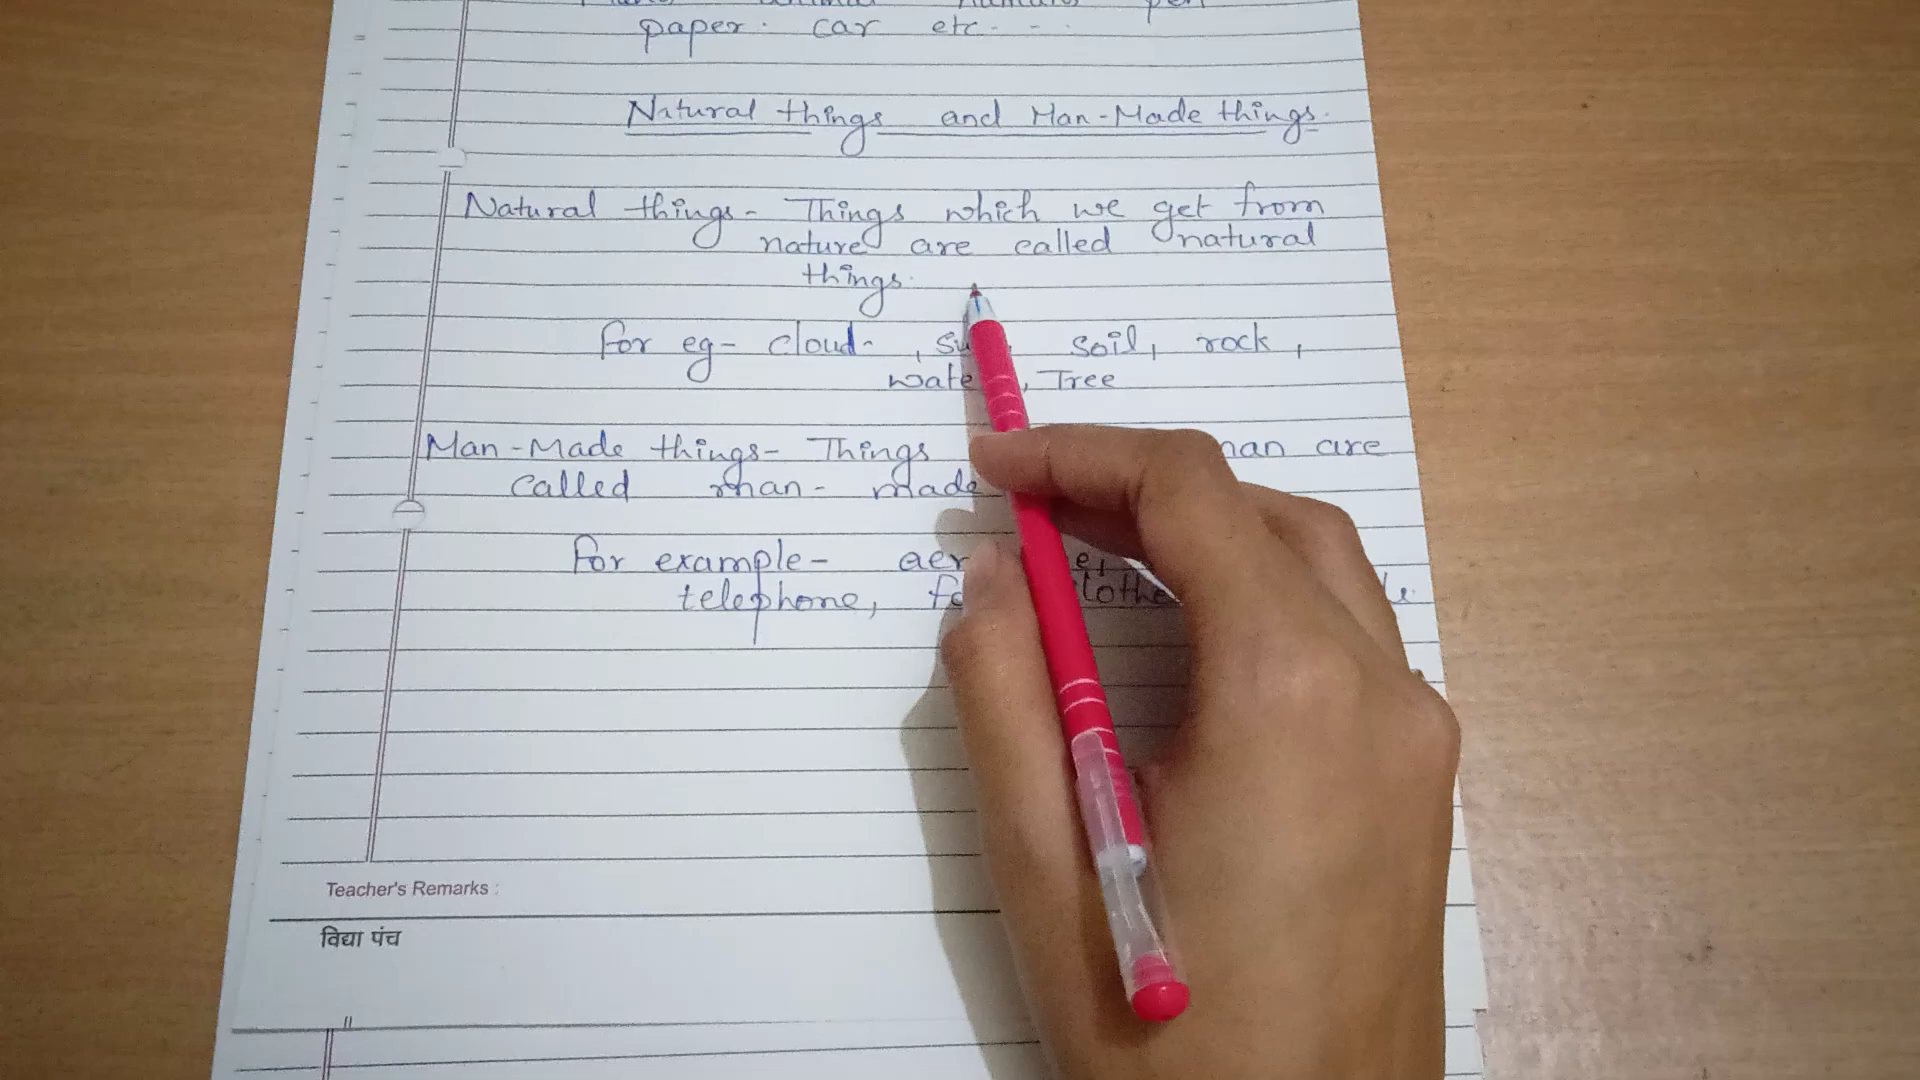 paper. car etc. - .
Natural things and Man-Made things.
Natural things - Things which we get from
nature are called natural
things.
For eg - cloud - , soil, rock ,
, Tree
Man-Made things - Things are
called man - made
For example -
telephone,
Teacher's Remarks :
विद्या पंच